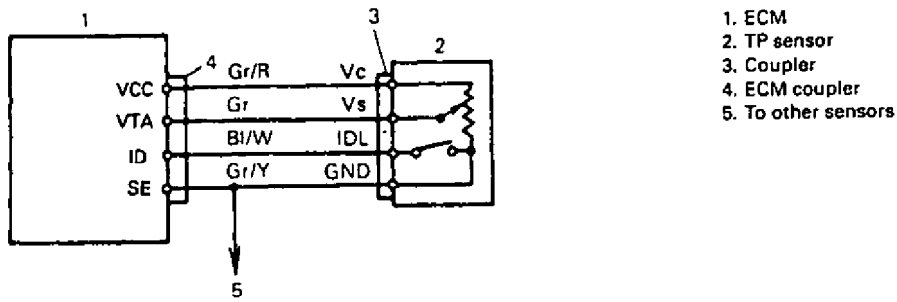 1
3
2
4
VCC Gr/R Vc
VTA Gr Vs
ID Bl/W IDL
SE Gr/Y GND
5
1. ECM
2. TP sensor
3. Coupler
4. ECM coupler
5. To other sensors